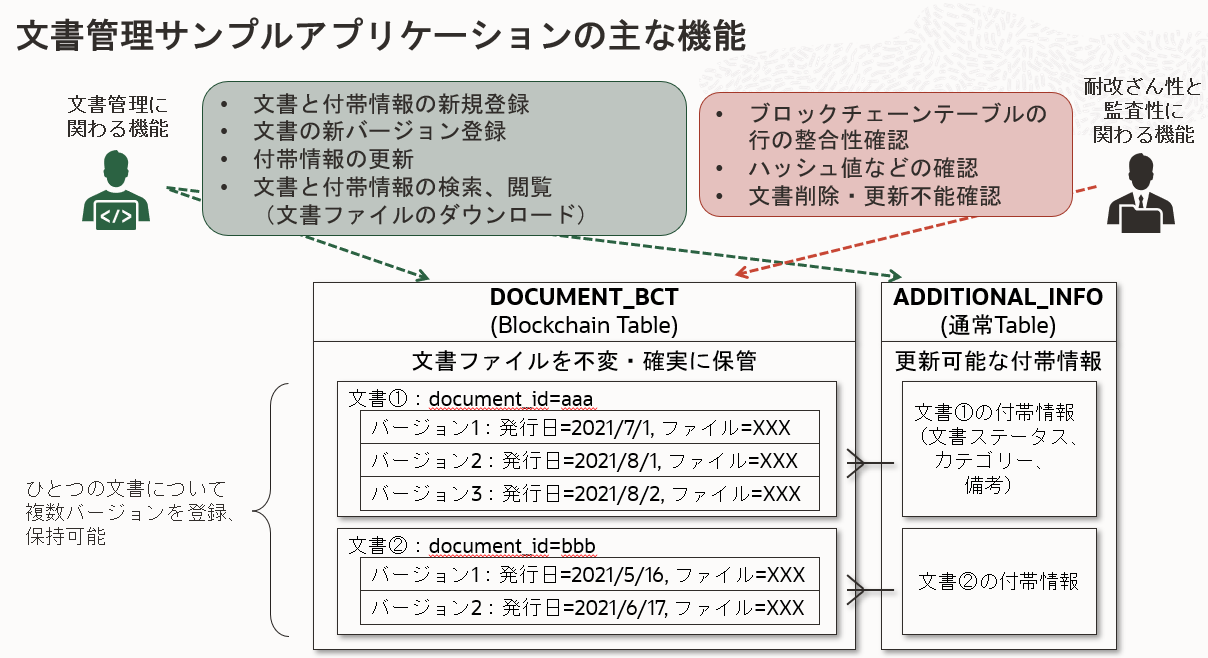 文書管理サンプルアプリケーションの主な機能
文書管理に
関わる機能
• 文書と付帯情報の新規登録
• 文書の新バージョン登録
• 付帯情報の更新
• 文書と付帯情報の検索、閲覧
（文書ファイルのダウンロード）
• ブロックチェーンテーブルの
行の整合性確認
• ハッシュ値などの確認
• 文書削除・更新不能確認
耐改ざん性と
監査性に
関わる機能
</>
DOCUMENT_BCT
(Blockchain Table)
文書ファイルを不変・確実に保管
文書①：document_id=aaa
バージョン1：発行日=2021/7/1, ファイル=XXX
バージョン2：発行日=2021/8/1, ファイル=XXX
バージョン3：発行日=2021/8/2, ファイル=XXX
文書②：document_id=bbb
バージョン1：発行日=2021/5/16, ファイル=XXX
バージョン2：発行日=2021/6/17, ファイル=XXX
ADDITIONAL_INFO
(通常Table)
更新可能な付帯情報
文書①の付帯情報
（文書ステータス、
カテゴリー、
備考）
文書②の付帯情報
ひとつの文書について
複数バージョンを登録、
保持可能